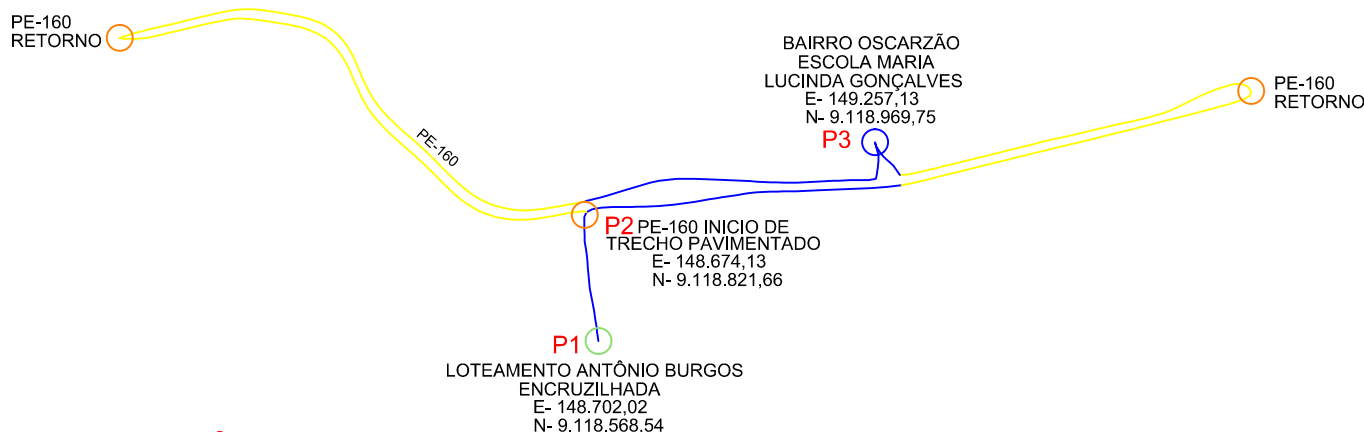 PE-160
RETORNO
PE-160
BAIRRO OSCARZÃO
ESCOLA MARIA
LUCINDA GONÇALVES
E- 149.257,13
N- 9.118.969,75
P3
PE-160
RETORNO
P2 PE-160 INICIO DE
TRECHO PAVIMENTADO
E- 148.674,13
N- 9.118.821,66
P1
LOTEAMENTO ANTÔNIO BURGOS
ENCRUZILHADA
E- 148.702,02
N- 9.118.568,54